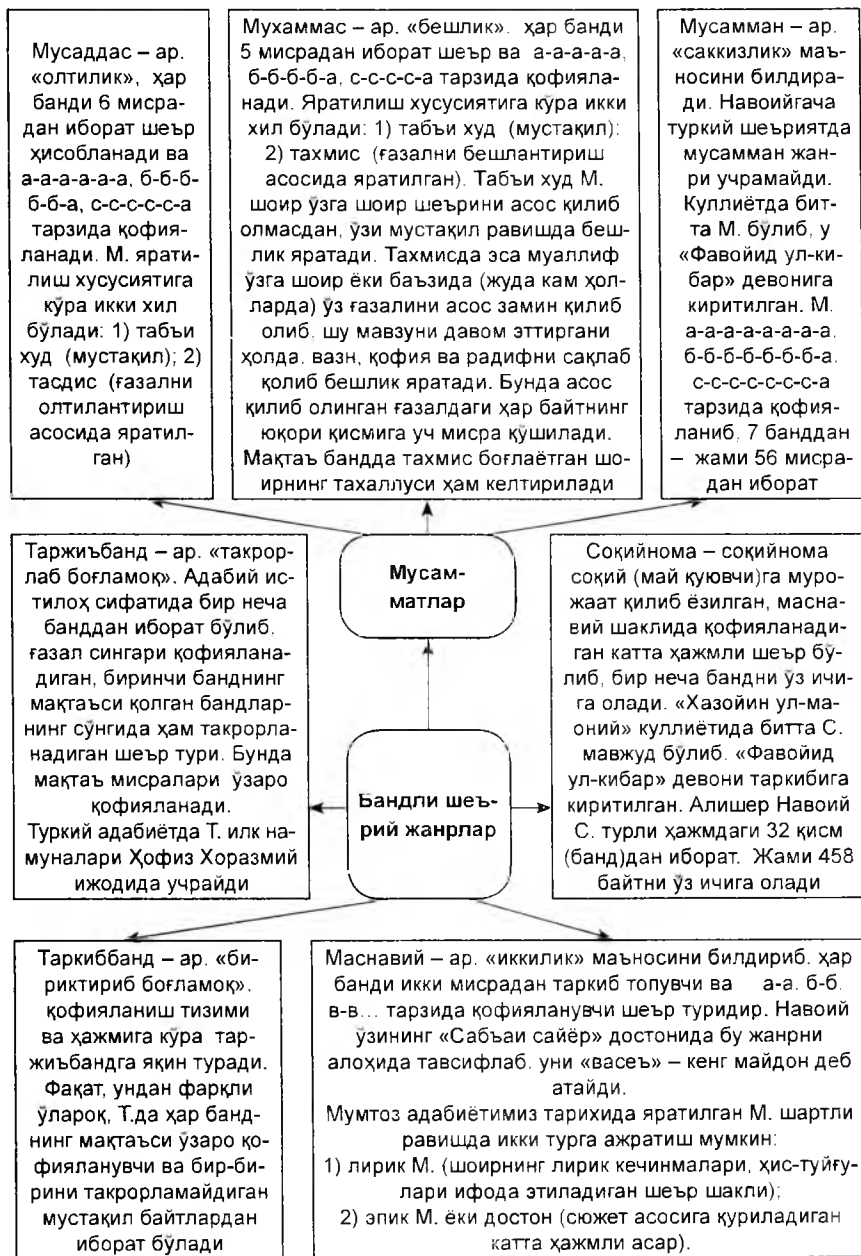 Мусаддас – ар.
«олтилик», ҳар
банди 6 мисра-
дан иборат шеър
ҳисобланади ва
а-а-а-а-а-а, б-б-б-
б-б-а, с-с-с-с-с-а
тарзида қофия-
ланади. М. ярати-
лиш хусусиятига
кўра икки хил
бўлади: 1) табъи
худ (мустақил); 2)
тасдис (ғазални
олтилантириш
асосида яратил-
ган)
Мухаммас – ар. «бешлик». ҳар банди
5 мисрадан иборат шеър ва а-а-а-а-а,
б-б-б-б-а, с-с-с-с-а тарзида қофияла-
нади. Яратилиш хусусиятига кўра икки
хил бўлади: 1) табъи худ (мустақил):
2) тахмис (ғазални бешлантириш
асосида яратилган). Табъи худ М.
шоир ўзга шоир шеърини асос қилиб
олмасдан, ўзи мустақил равишда беш-
лик яратади. Тахмисда эса муаллиф
ўзга шоир ёки баъзида (жуда кам ҳол-
ларда) ўз ғазалини асос замин қилиб
олиб, шу мавзуни давом эттиргани
ҳолда. вазн, қофия ва радифни сақлаб
қолиб бешлик яратади. Бунда асос
қилиб олинган ғазалдаги ҳар байтнинг
юқори қисмига уч мисра қўшилади.
Мақтаъ бандда тахмис боғлаётган шо-
ирнинг тахаллуси ҳам келтирилади
Мусамман – ар.
«саккизлик» маъ-
носини билдира-
ди. Навоийгача
туркий шеъриятда
мусамман жан-
ри учрамайди.
Куллиётда бит-
та М. бўлиб, у
«Фавойид ул-ки-
бар» девонига
киритилган. М.
а-а-а-а-а-а-а-а.
б-б-б-б-б-б-б-а.
с-с-с-с-с-с-с-а
тарзида қофия-
ланиб, 7 банддан
– жами 56 мисра-
дан иборат
Таржиъбанд – ар. «такрор-
лаб боғламоқ». Адабий ис-
тилоҳ сифатида бир неча
банддан иборат бўлиб.
ғазал сингари қофиялана-
диган, биринчи банднинг
мақтаъси қолган бандлар-
нинг сўнгида ҳам такрорла-
надиган шеър тури. Бунда
мақтаъ мисралари ўзаро
қофияланади.
Туркий адабиётда Т. илк на-
муналари Ҳофиз Хоразмий
ижодида учрайди
Мусам-
матлар
Бандли шеъ-
рий жанрлар
Соқийнома – соқийнома
соқий (май қуювчи)га муро-
жаат қилиб ёзилган, масна-
вий шаклида қофияланади-
ган катта ҳажмли шеър бў-
либ, бир неча бандни ўз ичи-
га олади. «Хазойин ул-ма-
оний» куллиётида битта С.
мавжуд бўлиб. «Фавойид
ул-кибар» девони таркибига
киритилган. Алишер Навоий
С. турли ҳажмдаги 32 қисм
(банд)дан иборат. Жами 458
байтни ўз ичига олади
Таркиббанд – ар. «би-
риктириб боғламоқ».
қофияланиш тизими
ва ҳажмига кўра тар-
жиъбандга яқин туради.
Фақат, ундан фарқли
ўлароқ, Т.да ҳар банд-
нинг мақтаъси ўзаро қо-
фияланувчи ва бир-би-
рини такрорламайдиган
мустақил байтлардан
иборат бўлади
Маснавий – ар. «иккилик» маъносини билдириб. ҳар
банди икки мисрадан таркиб топувчи ва а-а. б-б.
в-в... тарзида қофияланувчи шеър туридир. Навоий
ўзининг «Сабъаи сайёр» достонида бу жанрни
алоҳида тавсифлаб. уни «васеъ» – кенг майдон деб
атайди.
Мумтоз адабиётимиз тарихида яратилган М. шартли
равишда икки турга ажратиш мумкин:
1) лирик М. (шоирнинг лирик кечинмалари, ҳис-туйғу-
лари ифода этиладиган шеър шакли);
2) эпик М. ёки достон (сюжет асосига қуриладиган
катта ҳажмли асар).